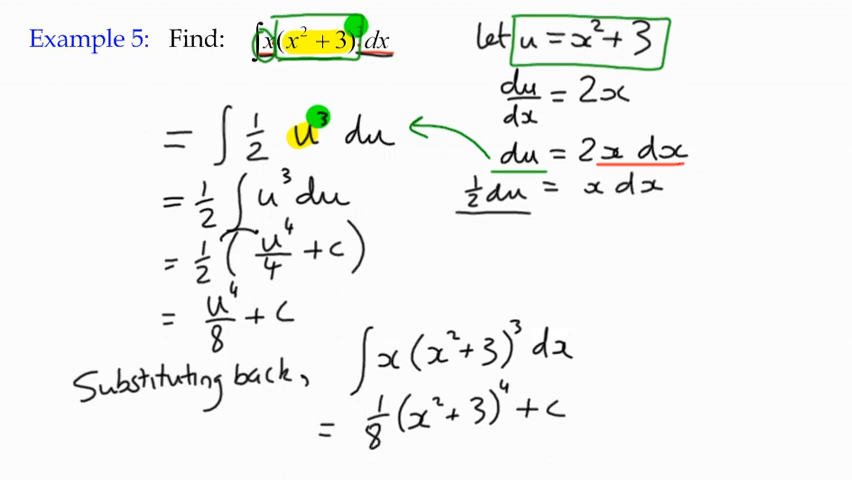 Example 5: Find: ∫x(x² + 3)³dx
let u = x² + 3
du/dx = 2x
= ∫ 1/2 u³ du
du = 2x dx
1/2 du = x dx
= 1/2 ∫ u³ du
= 1/2 (u⁴/4 + c)
= u⁴/8 + c
Substituting back, ∫ x(x² + 3)³ dx
= 1/8 (x² + 3)⁴ + c